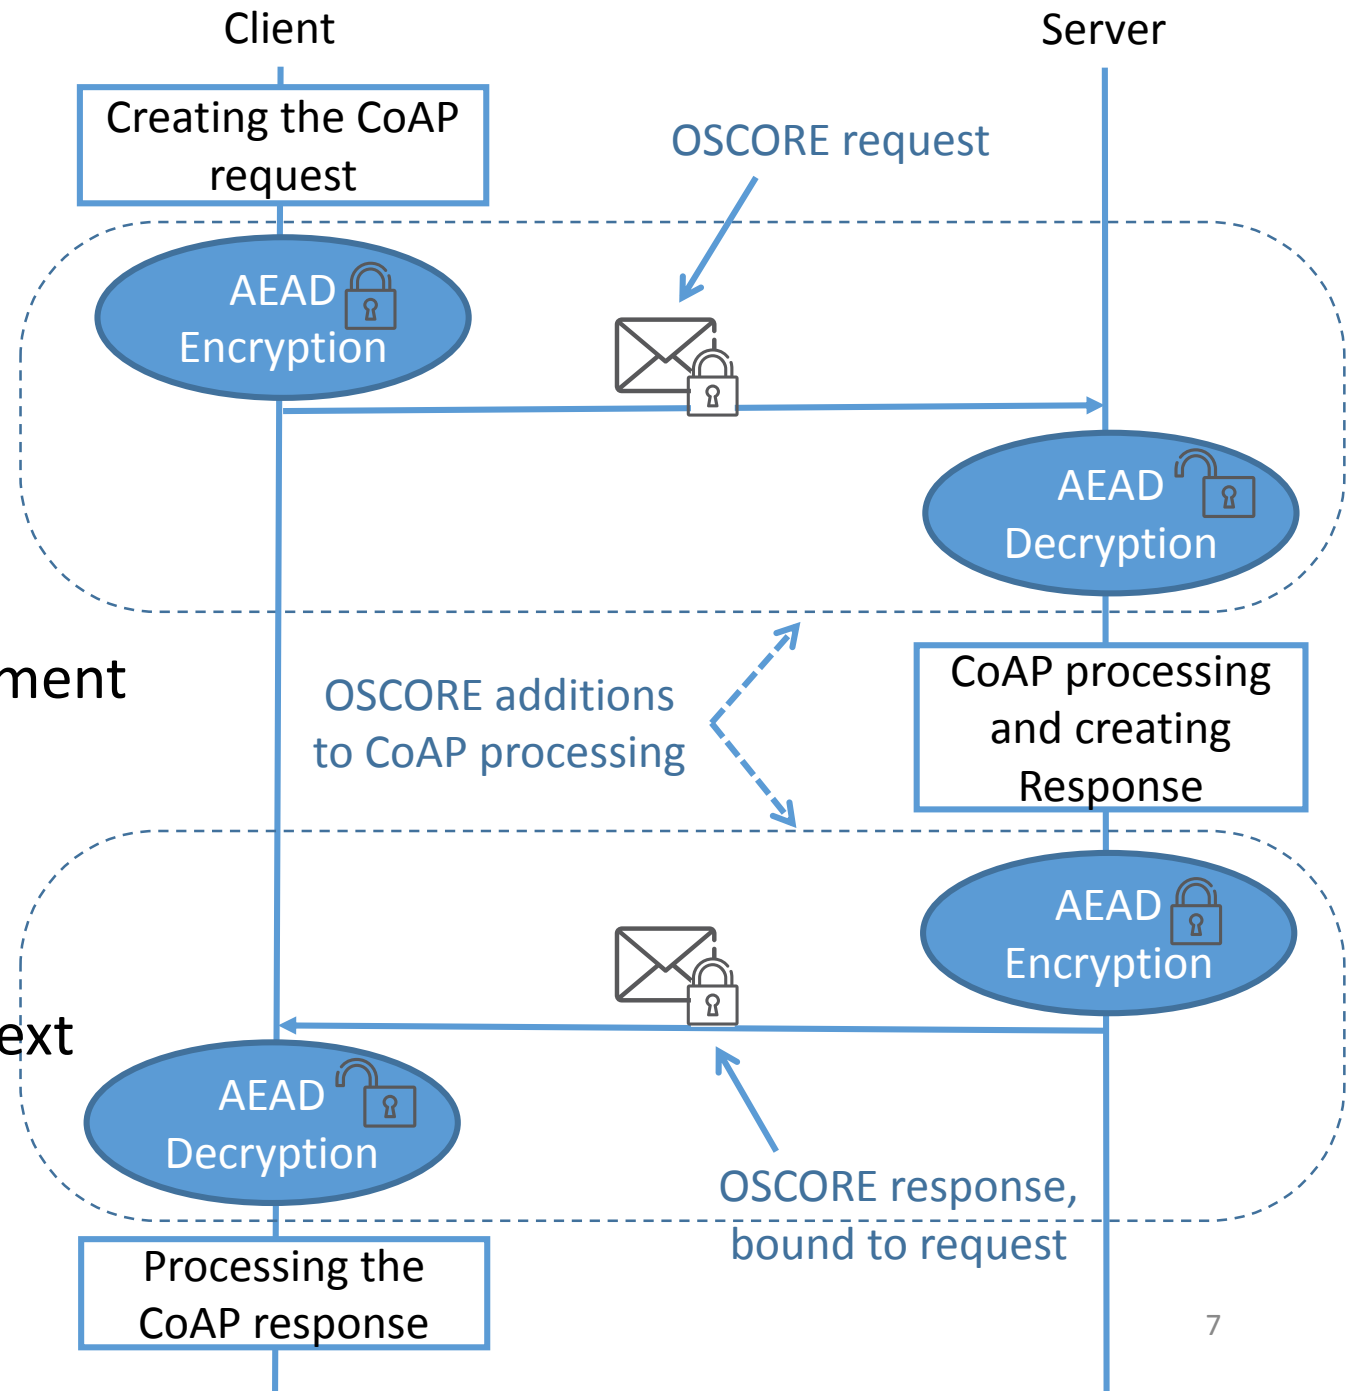 Client
Server
Creating the CoAP
request
OSCORE request
AEAD
Encryption
AEAD
Decryption
ment
OSCORE additions
to CoAP processing
CoAP processing
and creating
Response
AEAD
Encryption
ext
AEAD
Decryption
OSCORE response,
bound to request
Processing the
CoAP response
7